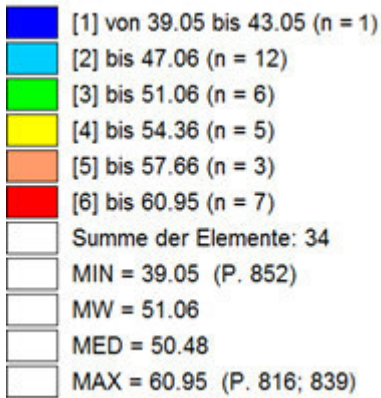 [1] von 39.05 bis 43.05 (n = 1)
[2] bis 47.06 (n = 12)
[3] bis 51.06 (n = 6)
[4] bis 54.36 (n = 5)
[5] bis 57.66 (n = 3)
[6] bis 60.95 (n = 7)
Summe der Elemente: 34
MIN = 39.05 (P. 852)
MW = 51.06
MED = 50.48
MAX = 60.95 (P. 816; 839)